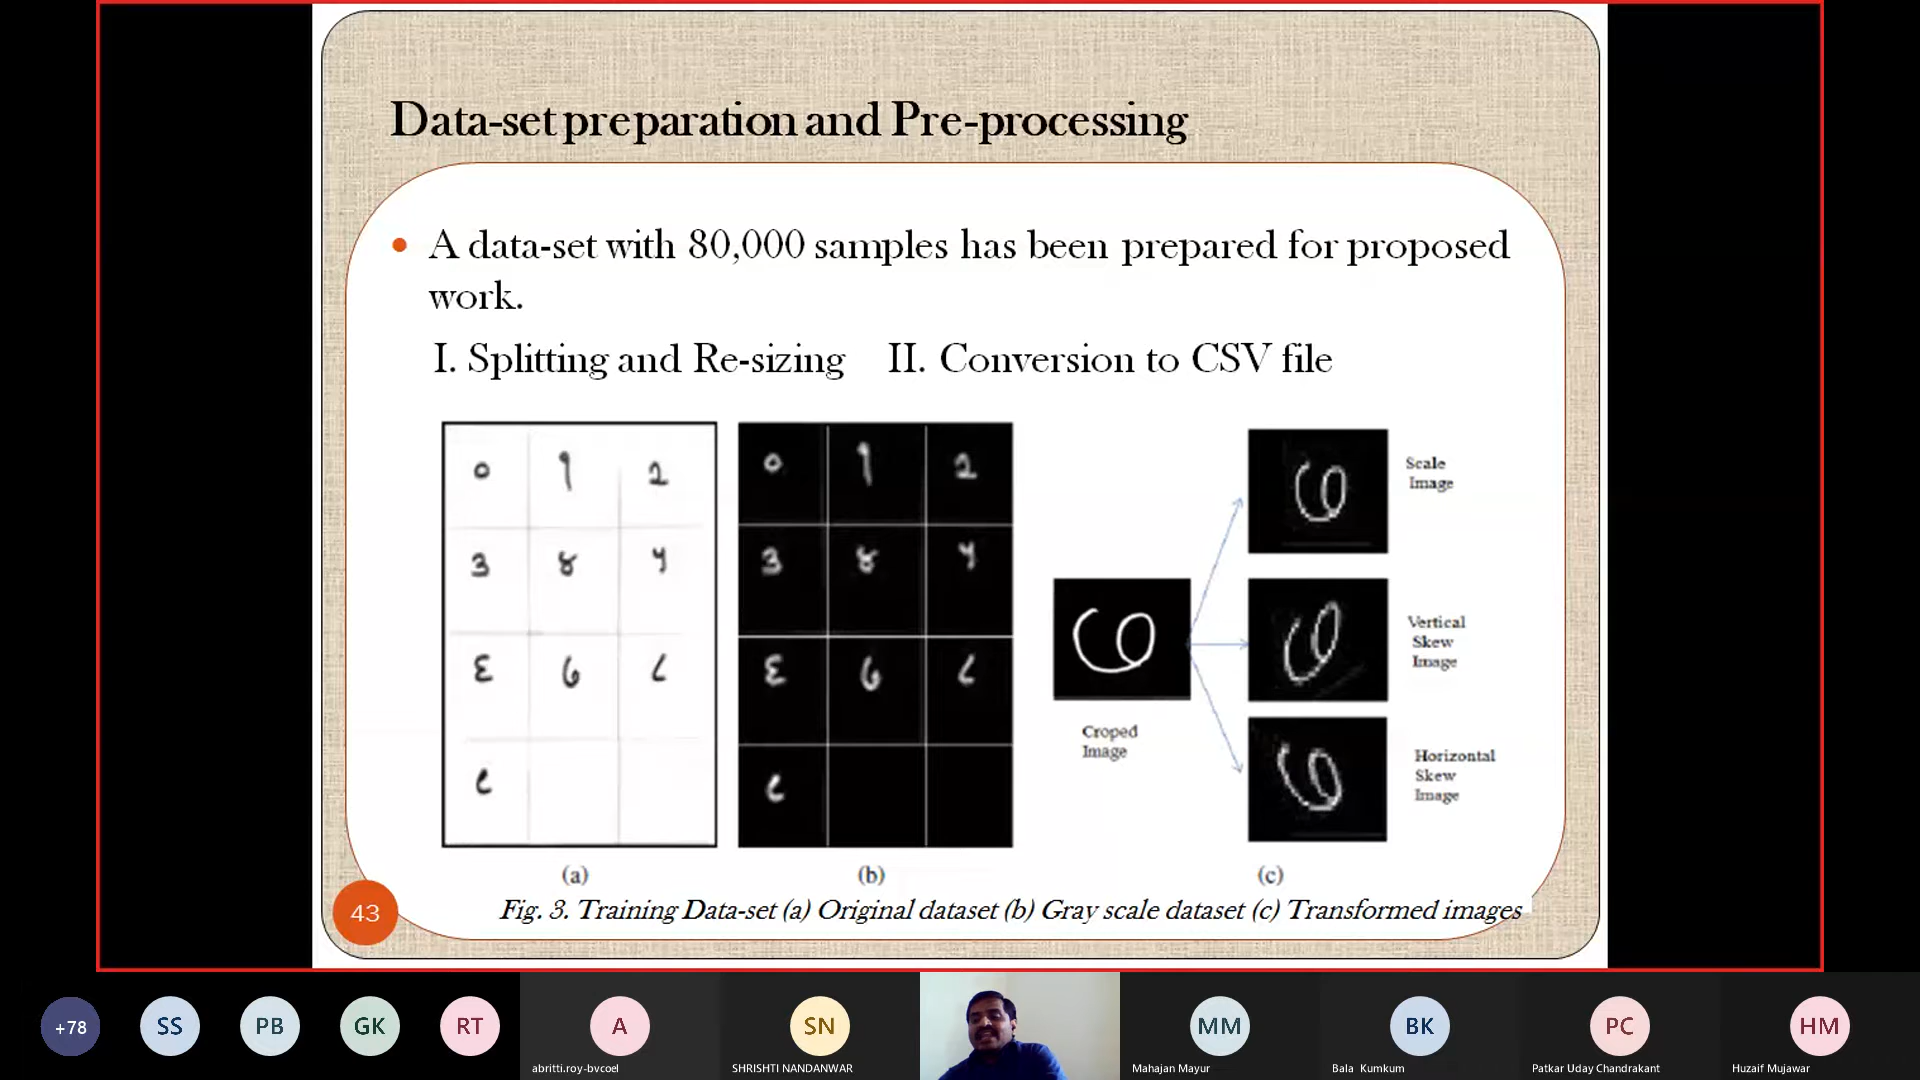 Data-set preparation and Pre-processing
A data-set with 80,000 samples has been prepared for proposed
work.
I. Splitting and Re-sizing II. Conversion to CSV file
Scale
Image
Vertical
Skew
Image
Croped
Image
Horizontal
Skew
Image
(a) (b) (c)
Fig. 3. Training Data-set (a) Original dataset (b) Gray scale dataset (c) Transformed images
43
+78
SS
PB
GK
RT
A
abritti.roy-bvcoel
SN
SHRISHTI NANDANWAR
MM
Mahajan Mayur
BK
Bala Kumkum
PC
Patkar Uday Chandrakant
HM
Huzaif Mujawar